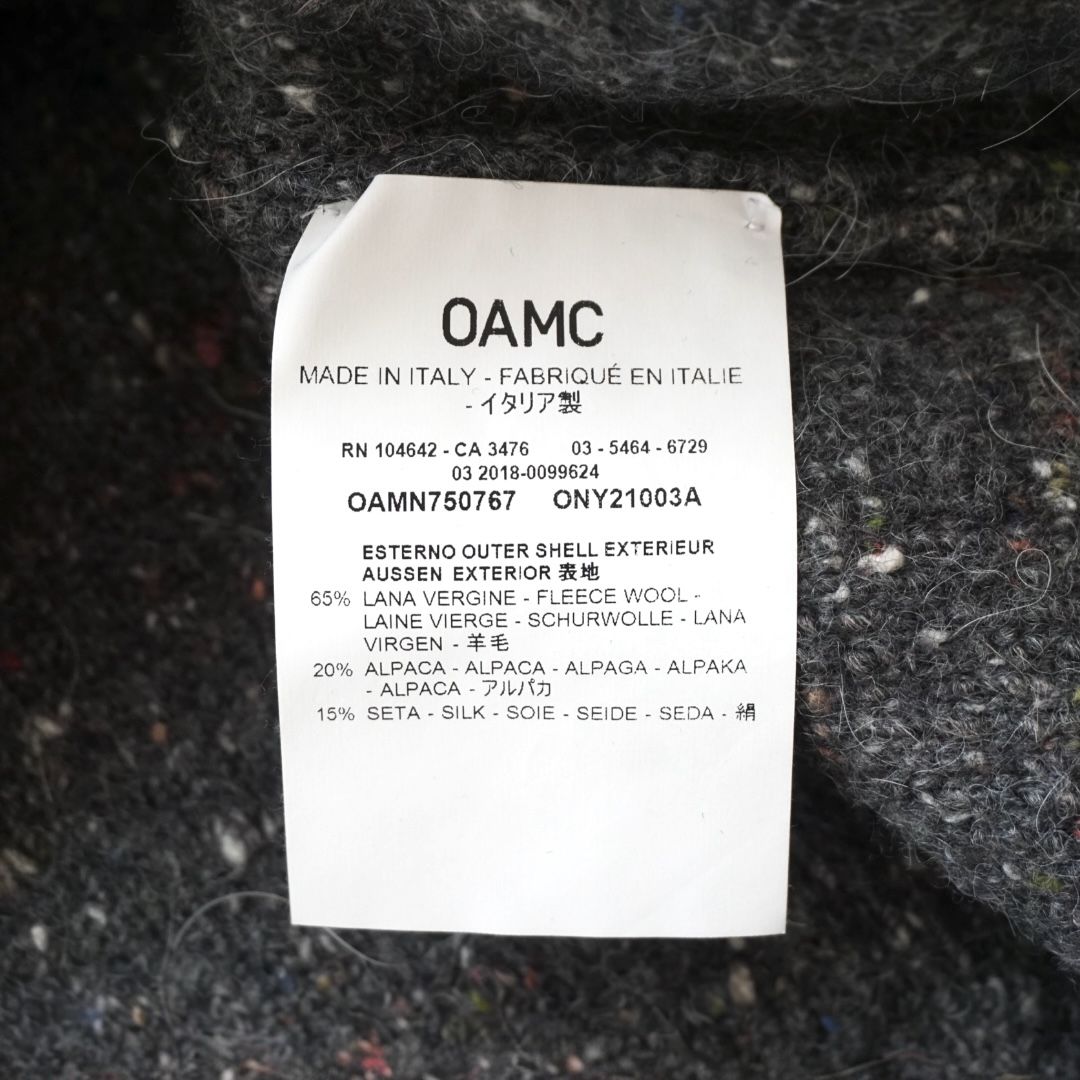 OAMC
MADE IN ITALY - FABRIQUÉ EN ITALIE
- イタリア製
RN 104642 - CA 3476 03 - 5464 - 6729
03 2018-0099624
OAMN750767 ONY21003A
ESTERNO OUTER SHELL EXTERIEUR
AUSSEN EXTERIOR 表地
65% LANA VERGINE - FLEECE WOOL -
LAINE VIERGE - SCHURWOLLE - LANA
VIRGEN - 羊毛
20% ALPACA - ALPACA - ALPAGA - ALPAKA
- ALPACA - アルパカ
15% SETA - SILK - SOIE - SEIDE - SEDA - 絹